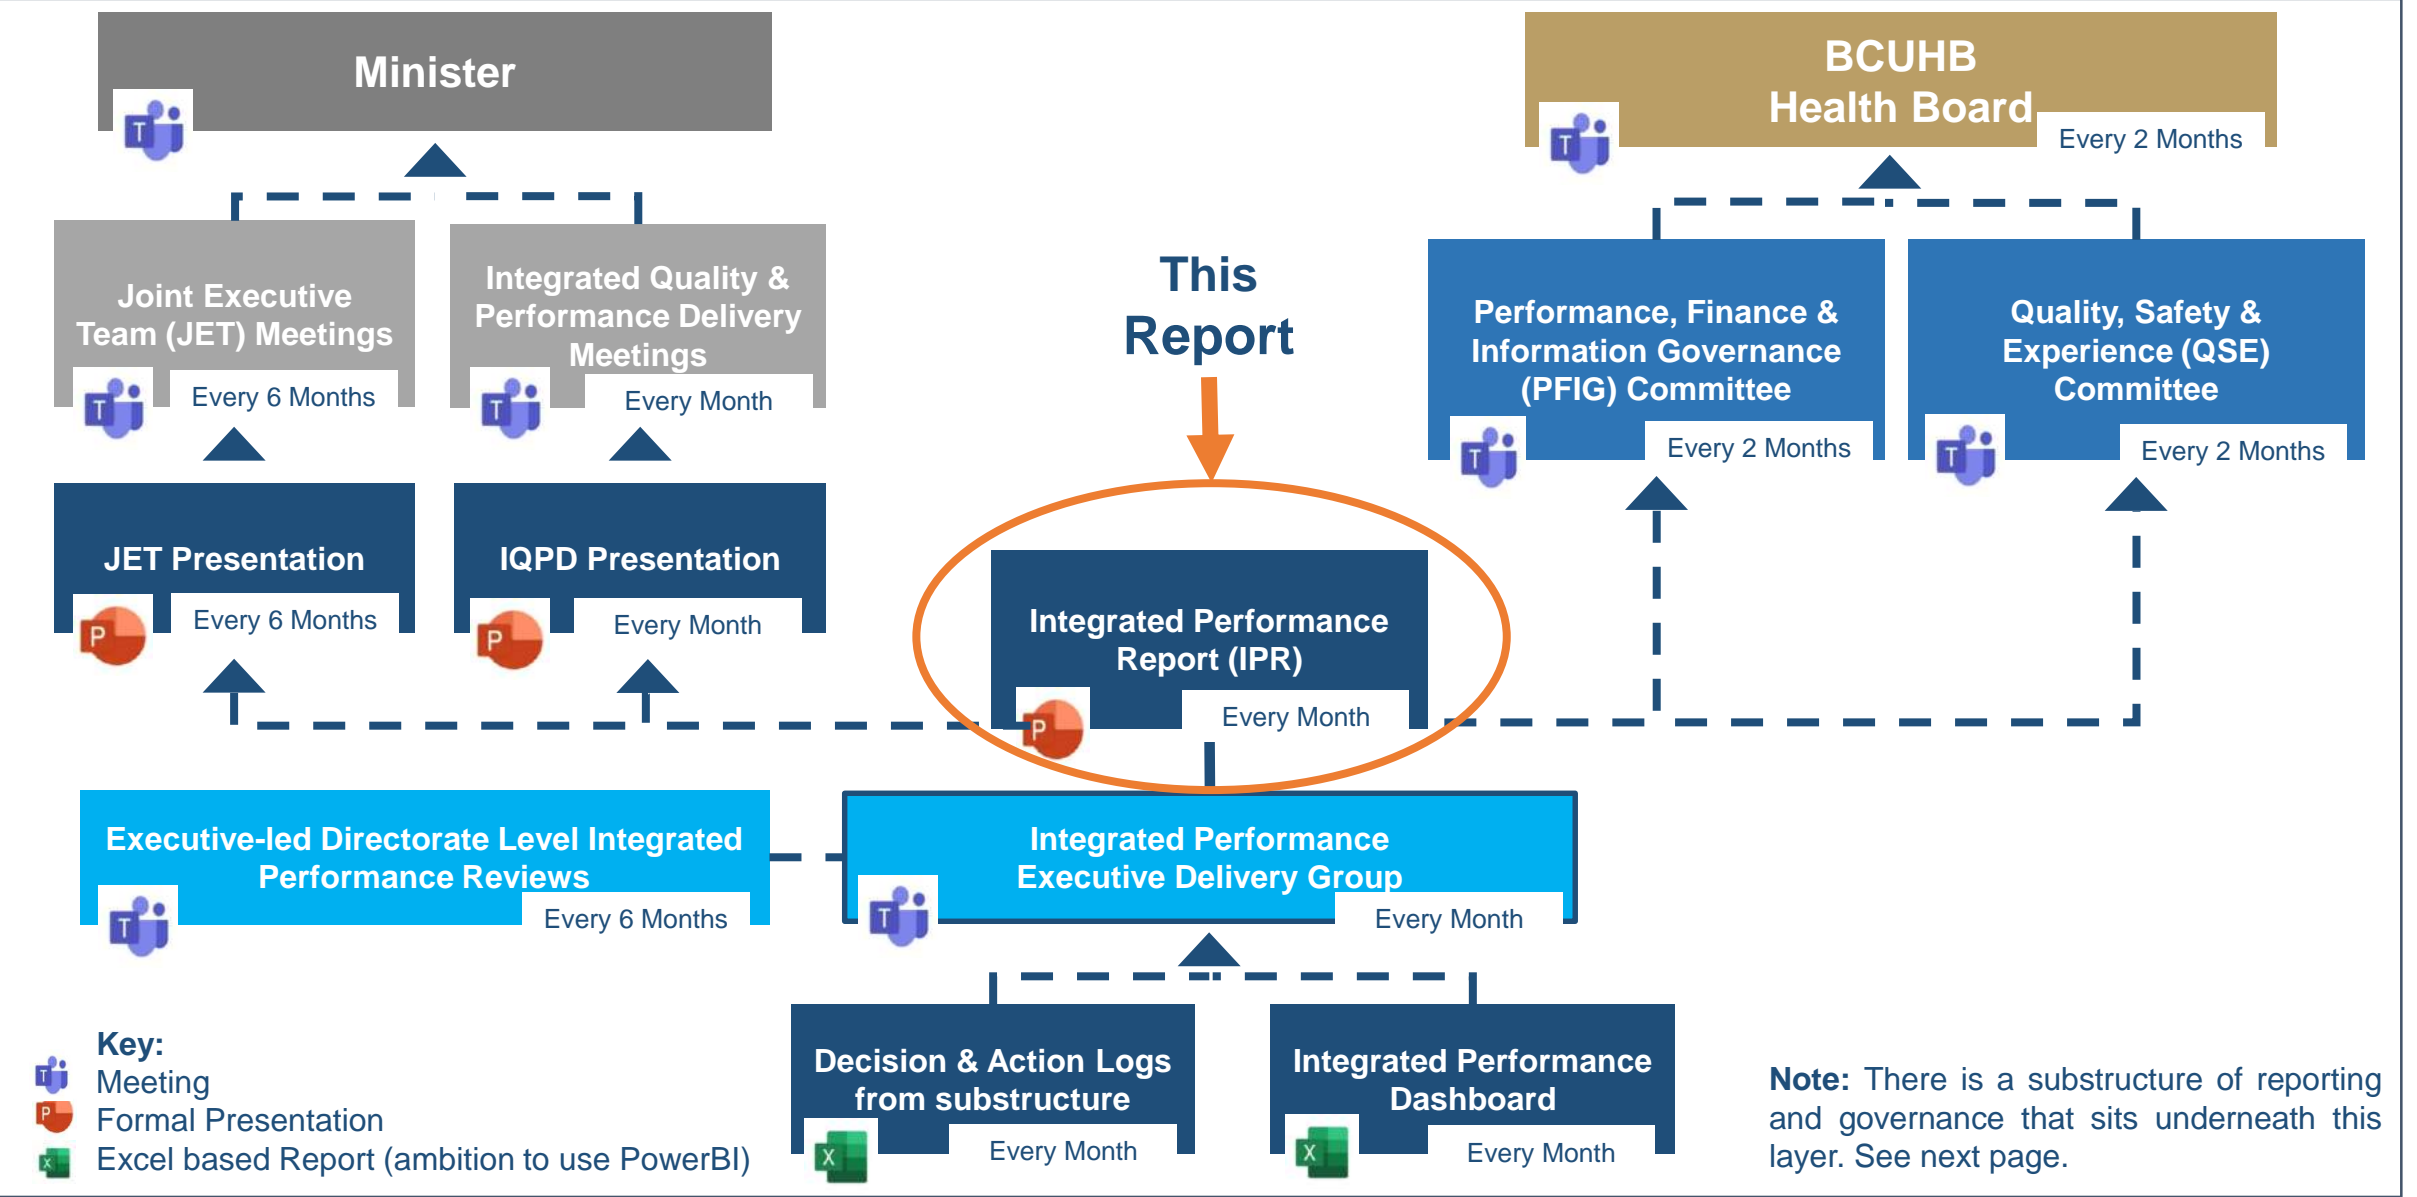 Minister
BCUHB
Health Board
Every 2 Months
Joint Executive
Team (JET) Meetings
Every 6 Months
Integrated Quality &
Performance Delivery
Meetings
Every Month
This
Report
Performance, Finance &
Information Governance
(PFIG) Committee
Every 2 Months
Quality, Safety &
Experience (QSE)
Committee
Every 2 Months
JET Presentation
Every 6 Months
IQPD Presentation
Every Month
Integrated Performance
Report (IPR)
Every Month
Executive-led Directorate Level Integrated
Performance Reviews
Every 6 Months
Integrated Performance
Executive Delivery Group
Every Month
Decision & Action Logs
from substructure
Every Month
Integrated Performance
Dashboard
Every Month
Key:
Meeting
Formal Presentation
Excel based Report (ambition to use PowerBI)
Note: There is a substructure of reporting
and governance that sits underneath this
layer. See next page.